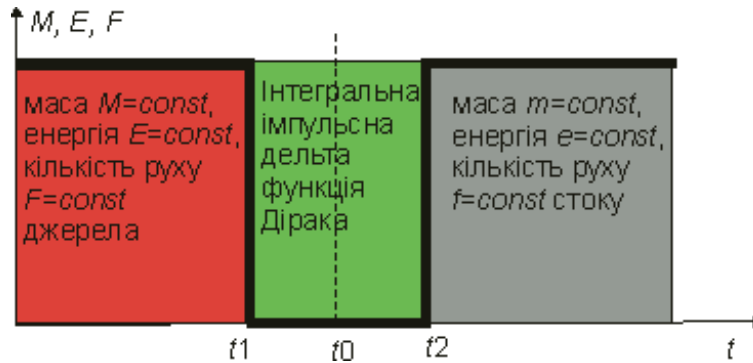 M, E, F
маса M=const,
енергія E=const,
кількість руху
F=const
джерела
Інтегральна
імпульсна
дельта
функція
Дірака
маса m=const,
енергія e=const,
кількість руху
f=const стоку
t1
t0
t2
t